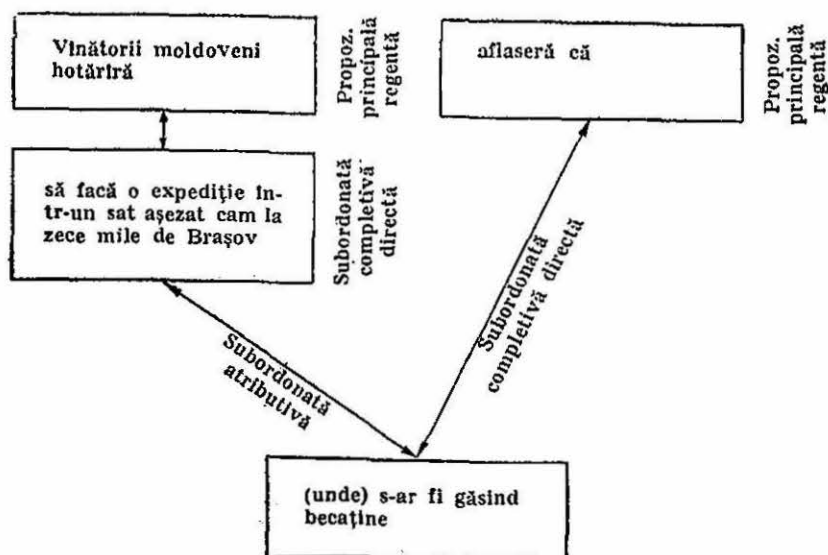 Vînătorii moldoveni
hotărîră
Propoz.
principală
regentă
aflaseră că
Propoz.
principală
regentă
să facă o expediție în-
tr-un sat așezat cam la
zece mile de Brașov
Subordonată
completivă
directă
Subordonată
atributivă
Subordonată
completivă directă
(unde) s-ar fi găsind
becaține